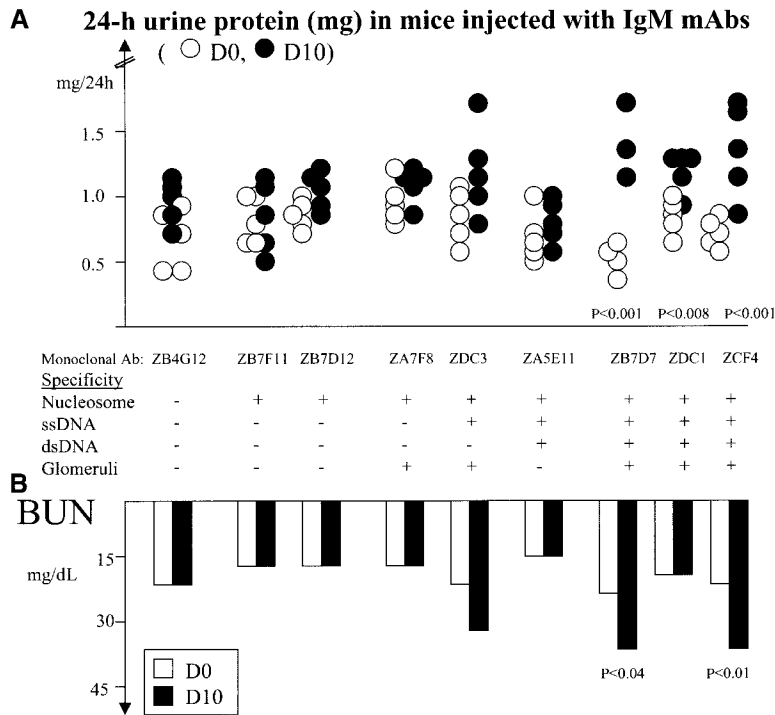 A 24-h urine protein (mg) in mice injected with IgM mAbs
( D0, D10)
mg/24h
1.5
1.0
0.5
P<0.001 P<0.008 P<0.001
Monoclonal Ab: ZB4G12 ZB7F11 ZB7D12 ZA7F8 ZDC3 ZA5E11 ZB7D7 ZDC1 ZCF4
Specificity
Nucleosome - + + + + + + + +
ssDNA - - - - + + + + +
dsDNA - - - - - + + + +
Glomeruli - - - + + - + + +
B
BUN
15
mg/dL
30
45
D0
D10
P<0.04 P<0.01